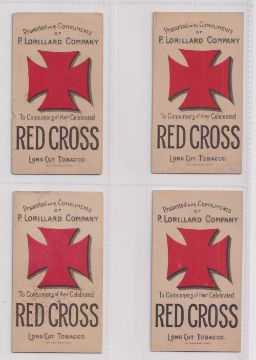 Presented with COMPLIMENTS
OF
P. LORILLARD COMPANY
To Consumers of their Celebrated
RED CROSS
LONG CUT TOBACCO.
Presented with COMPLIMENTS
OF
P. LORILLARD COMPANY
To Consumers of their Celebrated
RED CROSS
LONG CUT TOBACCO.
Presented with COMPLIMENTS
OF
P. LORILLARD COMPANY
To Consumers of their Celebrated
RED CROSS
LONG CUT TOBACCO.
Presented with COMPLIMENTS
OF
P. LORILLARD COMPANY
To Consumers of their Celebrated
RED CROSS
LONG CUT TOBACCO.